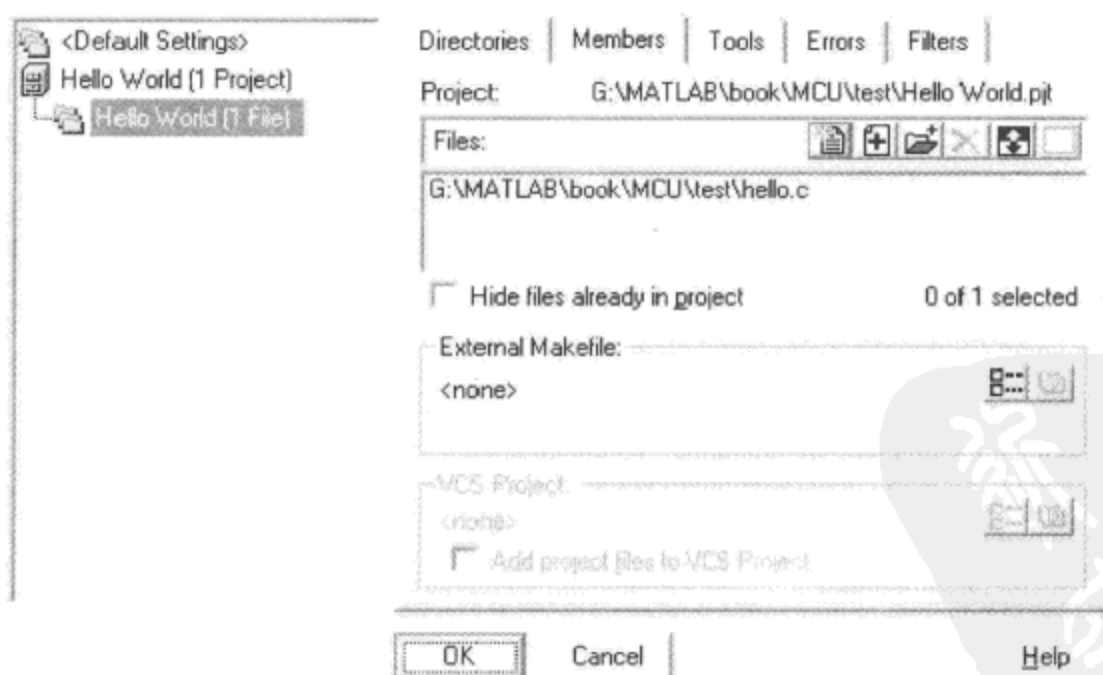 <Default Settings>
Hello World (1 Project)
Hello World (1 File)
Directories
Members
Tools
Errors
Filters
Project: G:\MATLAB\book\MCU\test\Hello World.pjt
Files:
G:\MATLAB\book\MCU\test\hello.c
Hide files already in project
0 of 1 selected
External Makefile:
<none>
VCS Project:
<none>
Add project files to VCS Project
OK
Cancel
Help